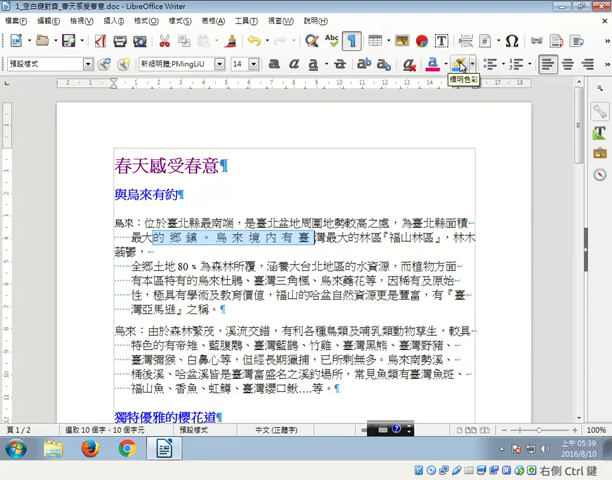 1_空白鍵對齊_春天感受春意.doc - LibreOffice Writer
檔案(F) 編輯(E) 檢視(V) 插入(I) 格式(O) 樣式(S) 表格(A) 工具(T) 視窗(W) 說明(H)
預設樣式 新細明體;PMingLiU 14
標明色彩
春天感受春意¶
與烏來有約¶
烏來：位於臺北縣最南端，是臺北盆地周圍地勢較高之處，為臺北縣面積
最大的鄉鎮。烏來境內有臺灣最大的林區『福山林區』，林木
蓊鬱，
全鄉土地 80﹪為森林所覆，涵養大台北地區的水資源，而植物方面
有本區特有的烏來杜鵑、臺灣三角楓、烏來藥花等，因稀有及原始
性，極具有學術及教育價值，福山的哈盆自然資源更是豐富，有『臺
灣亞馬遜』之稱。¶
烏來：由於森林繁茂，溪流交錯，有利各種鳥類及哺乳類動物孳生，較具
特色的有帝雉、藍腹鷴、臺灣藍鵲、竹雞、臺灣黑熊、臺灣野豬、
臺灣獼猴、白鼻心等，但經長期獵捕，已所剩無多。烏來南勢溪、
桶後溪、哈盆溪皆是臺灣富盛名之溪釣場所，常見魚類有臺灣魚斑、
福山魚、香魚、虹鱒、臺灣纓口鰍....等。¶
獨特優雅的櫻花道¶
頁 1 / 2 選取 10 個字, 10 個字元 預設樣式 中文 (正體字) 100%
上午 05:39
2016/8/10
右側 Ctrl 鍵